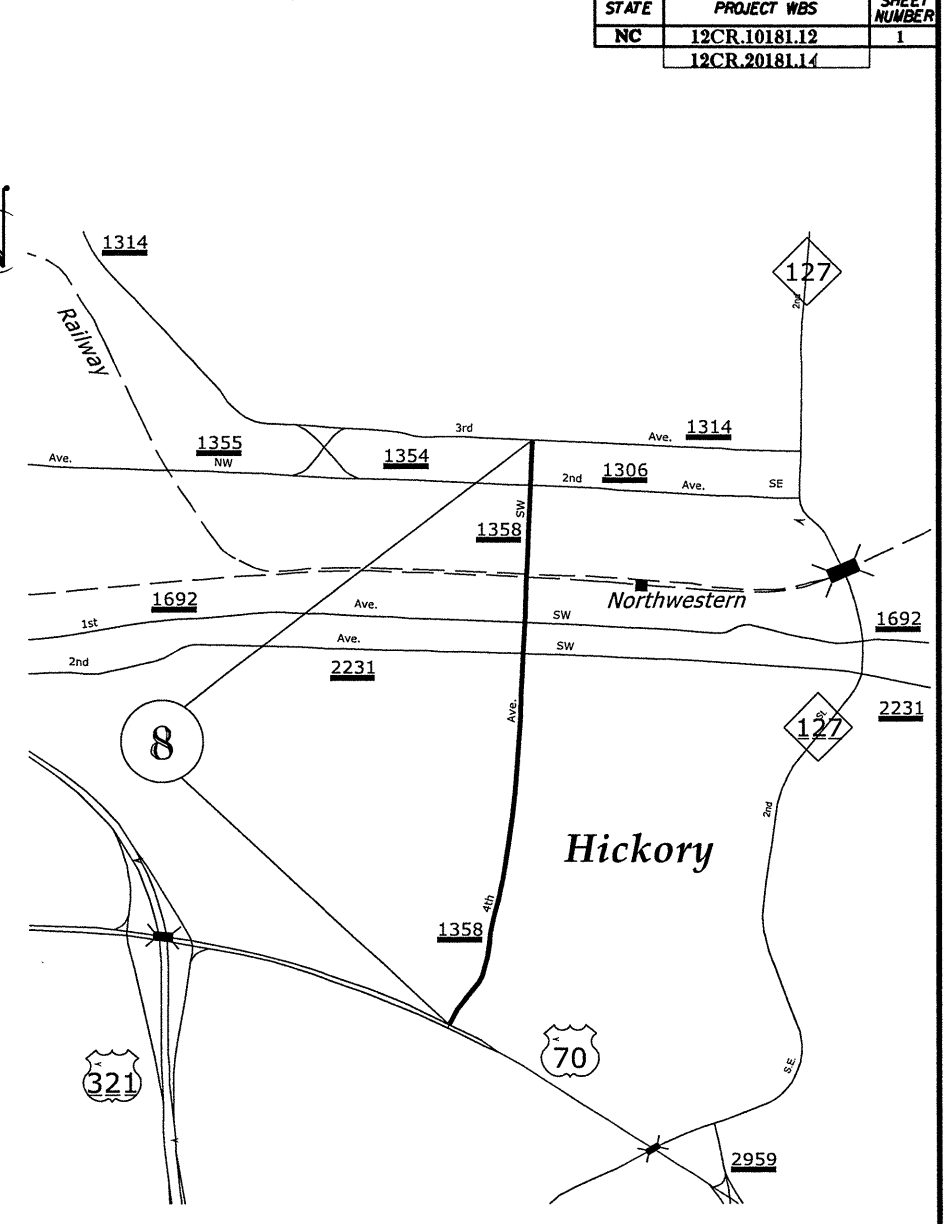 STATE PROJECT WBS SHEET NUMBER
NC 12CR.10181.12 1
12CR.20181.14
1314
127
2nd
Railway
3rd
Ave.
1314
1355
NW
1354
Ave.
1306
2nd
Ave.
SE
SW
1358
1692
Ave.
Northwestern
1st
SW
1692
Ave.
SW
2nd
2231
2231
Ave.
St.
127
8
2nd
Hickory
4th
1358
70
321
S.E.
2959